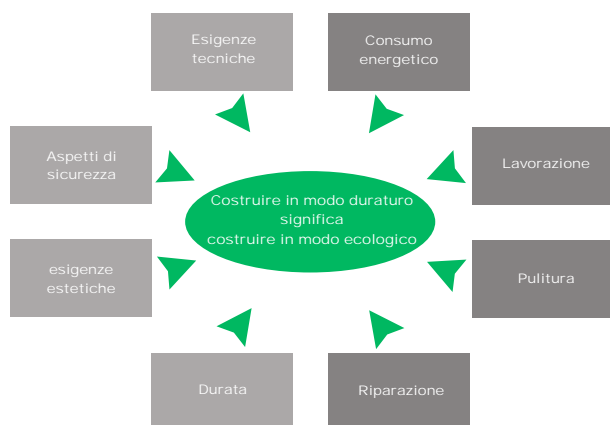 Esigenze
tecniche
Consumo
energetico
Aspetti di
sicurezza
Lavorazione
Costruire in modo duraturo
significa
costruire in modo ecologico
esigenze
estetiche
Pulitura
Durata
Riparazione